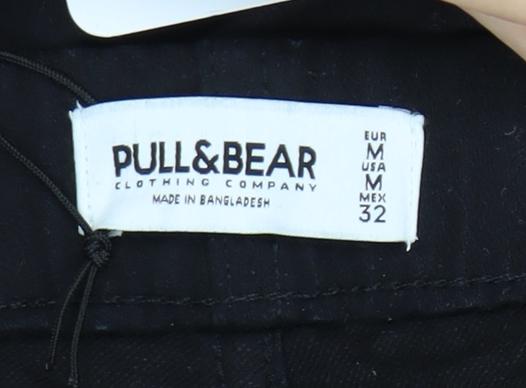 PULL&BEAR
CLOTHING COMPANY
MADE IN BANGLADESH
EUR
M
USA
M
MEX
32